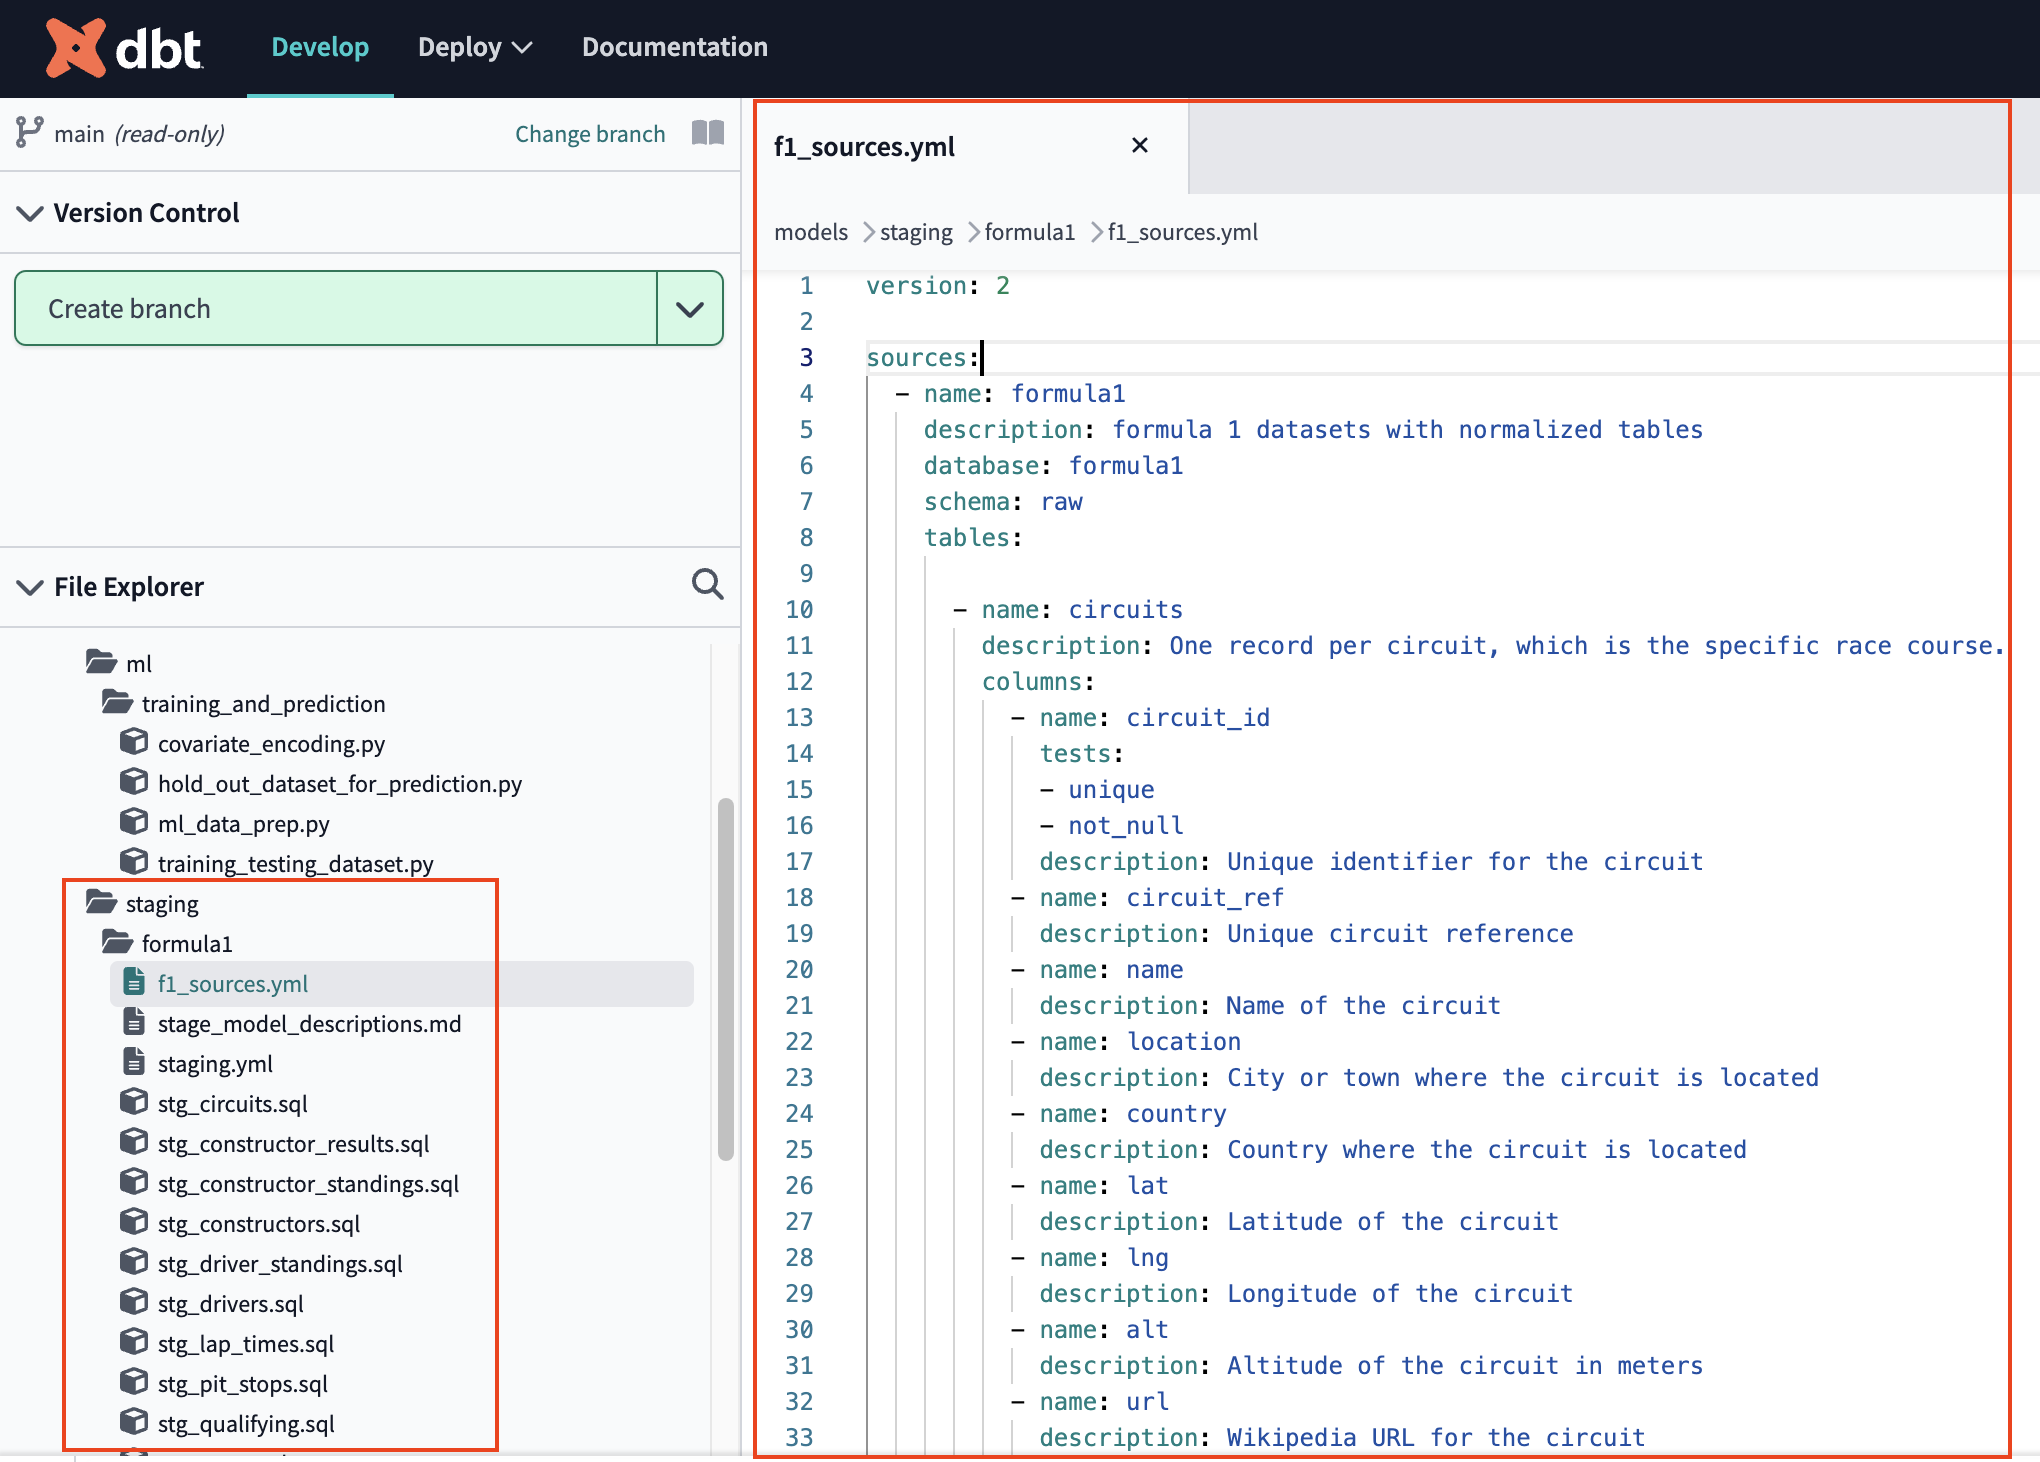 dbt
Develop
Deploy
Documentation
main (read-only)
Change branch
Version Control
Create branch
File Explorer
ml
training_and_prediction
covariate_encoding.py
hold_out_dataset_for_prediction.py
ml_data_prep.py
training_testing_dataset.py
staging
formula1
f1_sources.yml
stage_model_descriptions.md
staging.yml
stg_circuits.sql
stg_constructor_results.sql
stg_constructor_standings.sql
stg_constructors.sql
stg_driver_standings.sql
stg_drivers.sql
stg_lap_times.sql
stg_pit_stops.sql
stg_qualifying.sql
f1_sources.yml
models > staging > formula1 > f1_sources.yml
1 version: 2
2
3 sources:
4 - name: formula1
5 description: formula 1 datasets with normalized tables
6 database: formula1
7 schema: raw
8 tables:
9
10 - name: circuits
11 description: One record per circuit, which is the specific race course.
12 columns:
13 - name: circuit_id
14 tests:
15 - unique
16 - not_null
17 description: Unique identifier for the circuit
18 - name: circuit_ref
19 description: Unique circuit reference
20 - name: name
21 description: Name of the circuit
22 - name: location
23 description: City or town where the circuit is located
24 - name: country
25 description: Country where the circuit is located
26 - name: lat
27 description: Latitude of the circuit
28 - name: lng
29 description: Longitude of the circuit
30 - name: alt
31 description: Altitude of the circuit in meters
32 - name: url
33 description: Wikipedia URL for the circuit